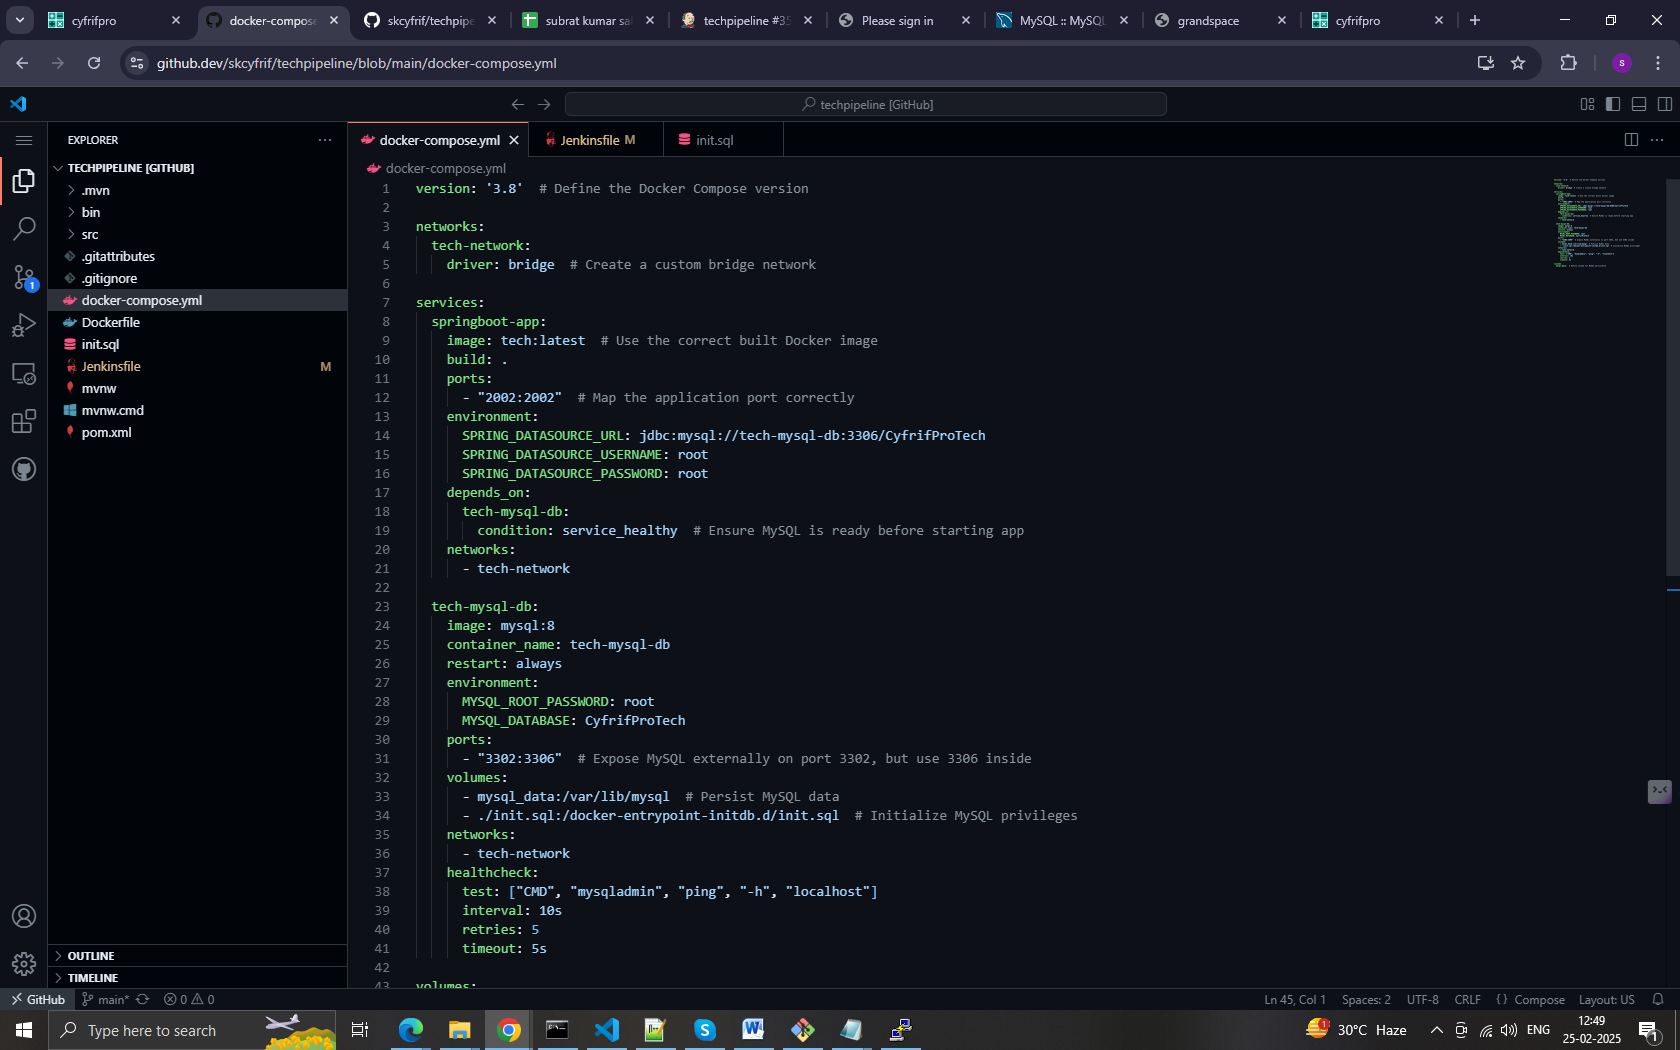 cyfrifpro
docker-compose
skcyfrif/techpipe
subrat kumar sa
techpipeline #35
Please sign in
MySQL :: MySQL
grandspace
cyfrifpro
github.dev/skcyfrif/techpipeline/blob/main/docker-compose.yml
s
techpipeline [GitHub]
EXPLORER
docker-compose.yml
Jenkinsfile M
init.sql
TECHPIPELINE [GITHUB]
.mvn
bin
src
.gitattributes
.gitignore
docker-compose.yml
Dockerfile
init.sql
Jenkinsfile M
mvnw
mvnw.cmd
pom.xml
1
OUTLINE
TIMELINE
docker-compose.yml
1 version: '3.8' # Define the Docker Compose version
2
3 networks:
4 tech-network:
5 driver: bridge # Create a custom bridge network
6
7 services:
8 springboot-app:
9 image: tech:latest # Use the correct built Docker image
10 build: .
11 ports:
12 - "2002:2002" # Map the application port correctly
13 environment:
14 SPRING_DATASOURCE_URL: jdbc:mysql://tech-mysql-db:3306/CyfrifProTech
15 SPRING_DATASOURCE_USERNAME: root
16 SPRING_DATASOURCE_PASSWORD: root
17 depends_on:
18 tech-mysql-db:
19 condition: service_healthy # Ensure MySQL is ready before starting app
20 networks:
21 - tech-network
22
23 tech-mysql-db:
24 image: mysql:8
25 container_name: tech-mysql-db
26 restart: always
27 environment:
28 MYSQL_ROOT_PASSWORD: root
29 MYSQL_DATABASE: CyfrifProTech
30 ports:
31 - "3302:3306" # Expose MySQL externally on port 3302, but use 3306 inside
32 volumes:
33 - mysql_data:/var/lib/mysql # Persist MySQL data
34 - ./init.sql:/docker-entrypoint-initdb.d/init.sql # Initialize MySQL privileges
35 networks:
36 - tech-network
37 healthcheck:
38 test: ["CMD", "mysqladmin", "ping", "-h", "localhost"]
39 interval: 10s
40 retries: 5
41 timeout: 5s
42
43 volumes:
GitHub
main*
0 0
Ln 45, Col 1
Spaces: 2
UTF-8
CRLF
{ } Compose
Layout: US
Type here to search
1
30°C Haze
ENG
12:49
25-02-2025
1